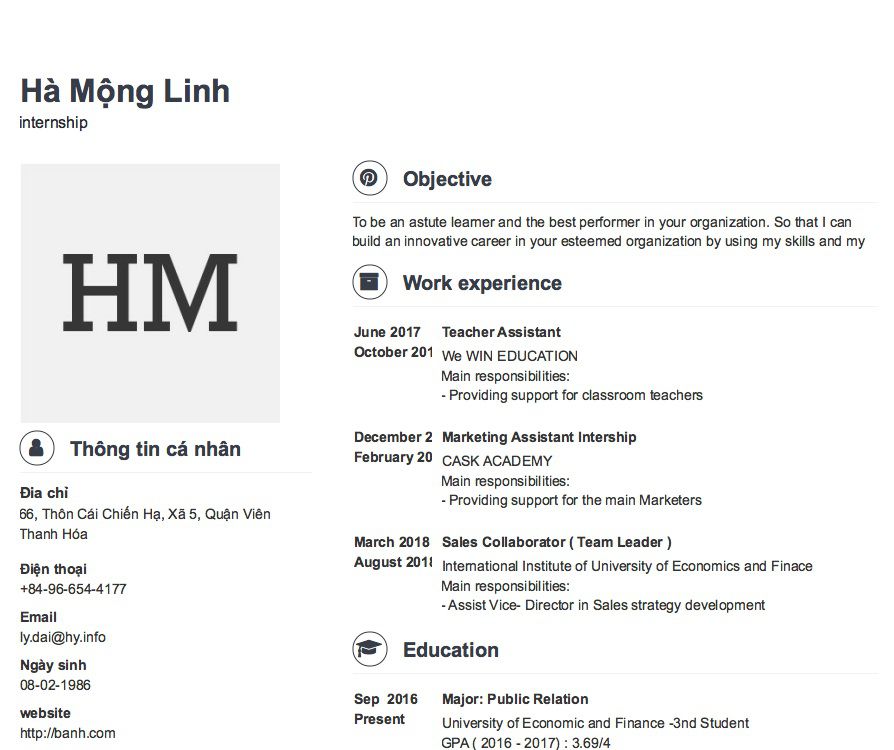 Hà Mộng Linh
internship
HM
Thông tin cá nhân
Đia chỉ
66, Thôn Cái Chiến Hạ, Xã 5, Quận Viên
Thanh Hóa
Điện thoại
+84-96-654-4177
Email
ly.dai@hy.info
Ngày sinh
08-02-1986
website
http://banh.com
Objective
To be an astute learner and the best performer in your organization. So that I can
build an innovative career in your esteemed organization by using my skills and my
Work experience
June 2017 Teacher Assistant
October 201 We WIN EDUCATION
Main responsibilities:
- Providing support for classroom teachers
December 2 Marketing Assistant Intership
February 20 CASK ACADEMY
Main responsibilities:
- Providing support for the main Marketers
March 2018 Sales Collaborator ( Team Leader )
August 2018 International Institute of University of Economics and Finace
Main responsibilities:
- Assist Vice- Director in Sales strategy development
Education
Sep 2016 Major: Public Relation
Present University of Economic and Finance -3nd Student
GPA ( 2016 - 2017) : 3.69/4